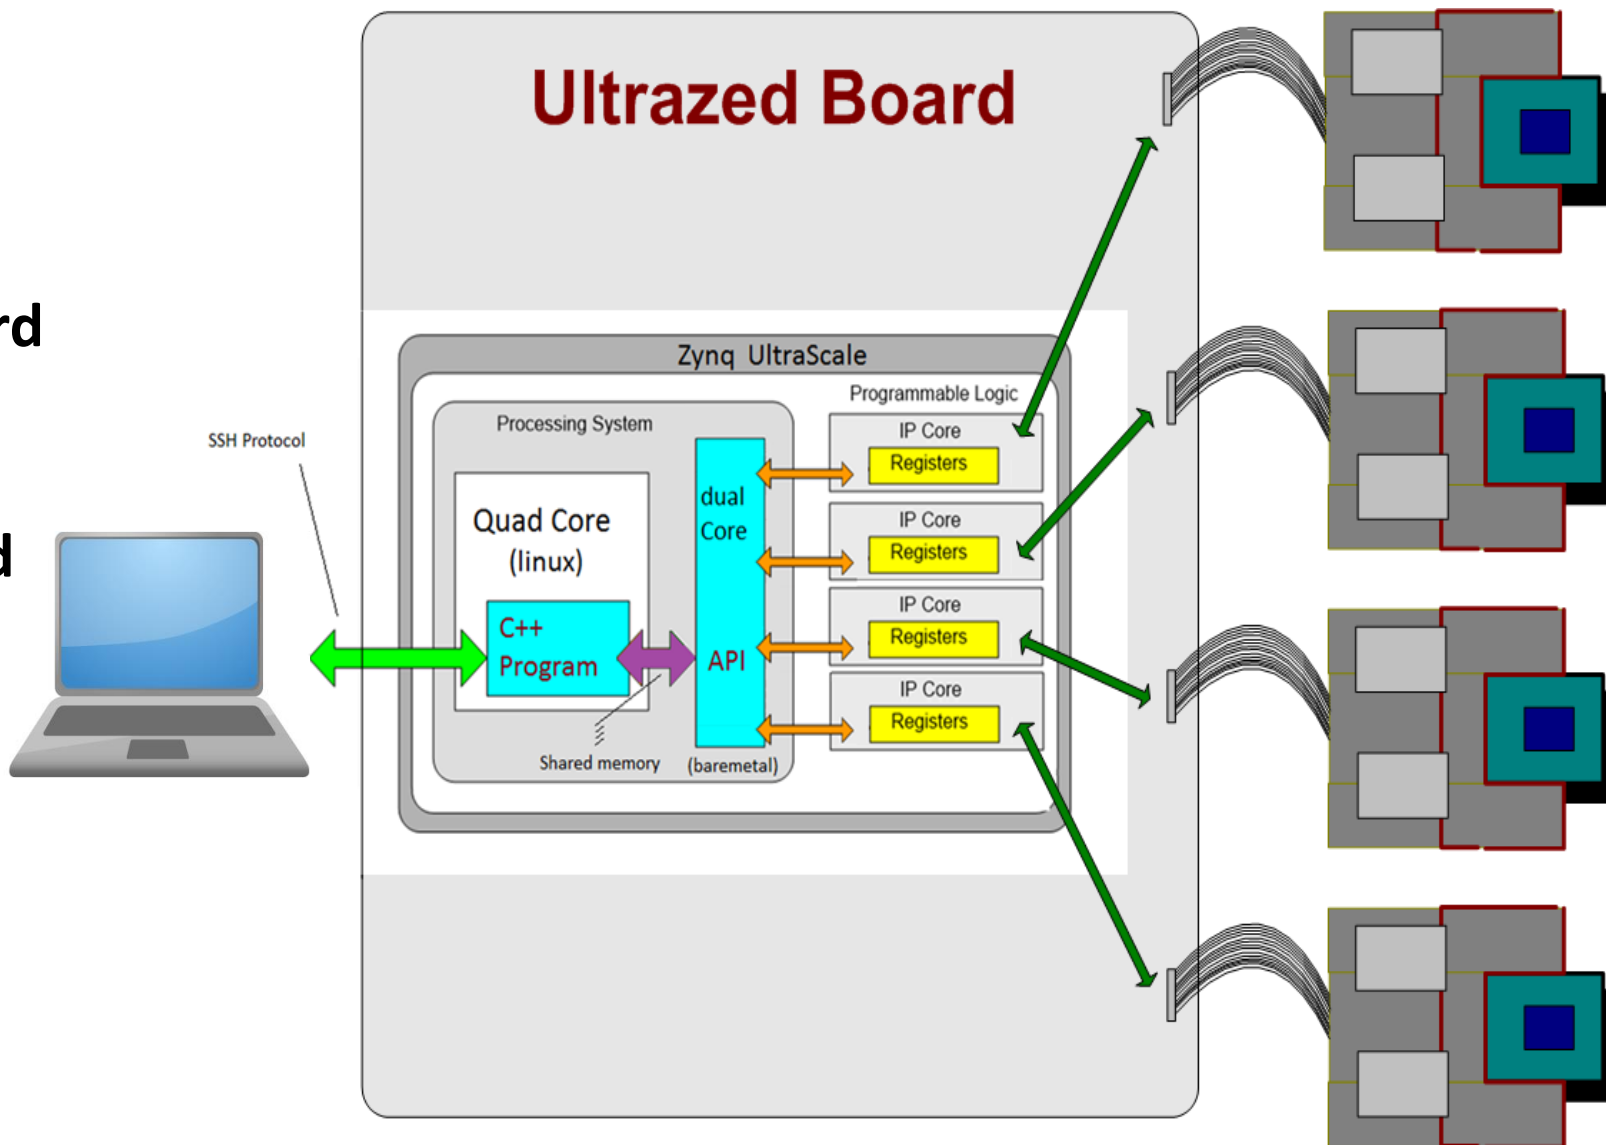 Ultrazed Board
rd
d
SSH Protocol
Zynq UltraScale
Processing System
Quad Core
(linux)
C++
Program
Shared memory
dual
Core
API
(baremetal)
Programmable Logic
IP Core
Registers
IP Core
Registers
IP Core
Registers
IP Core
Registers